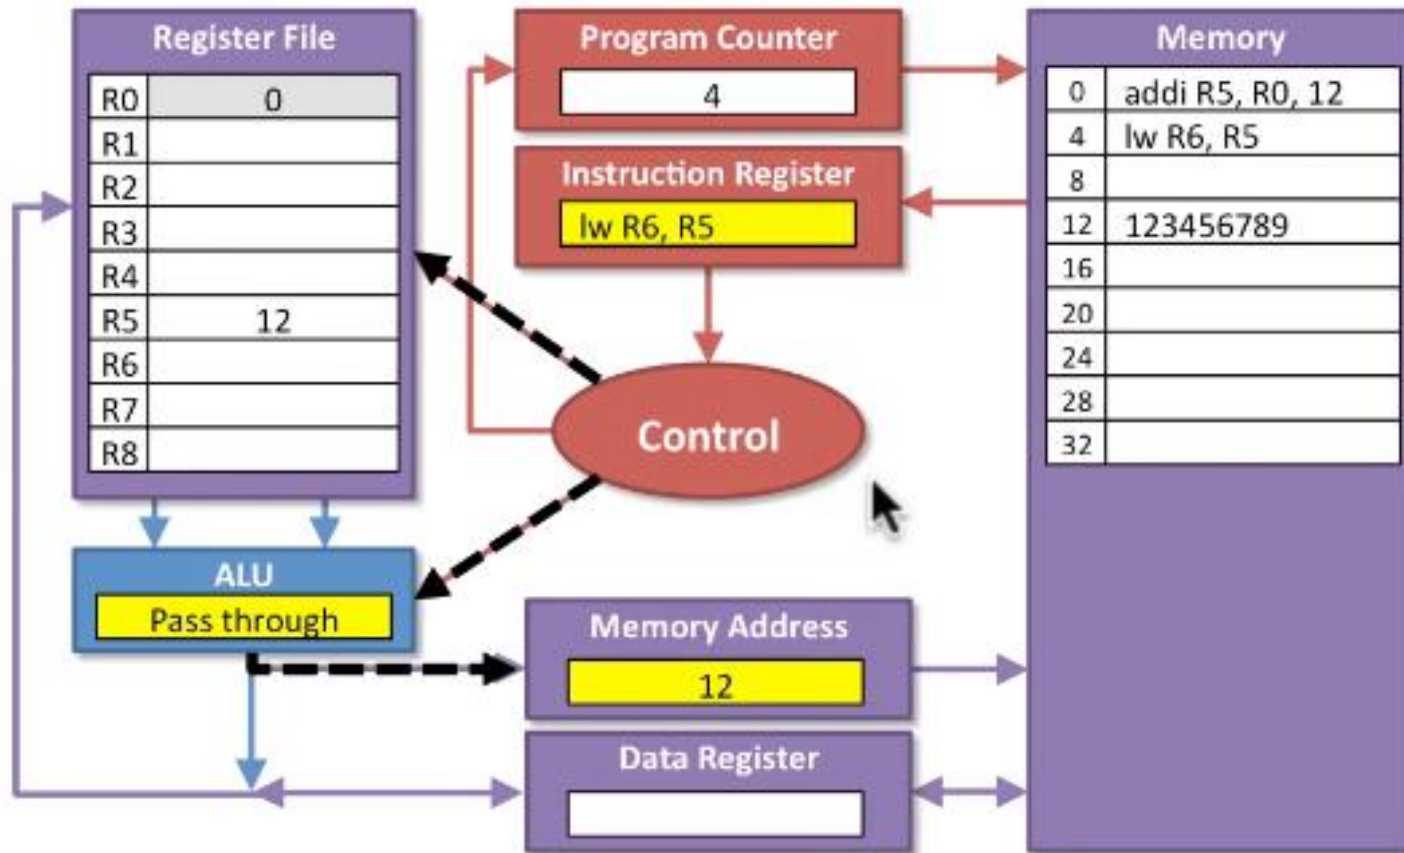 Register File
R0 0
R1
R2
R3
R4
R5 12
R6
R7
R8
ALU
Pass through
Program Counter
4
Instruction Register
lw R6, R5
Control
Memory Address
12
Data Register
Memory
0 addi R5, R0, 12
4 lw R6, R5
8
12 123456789
16
20
24
28
32